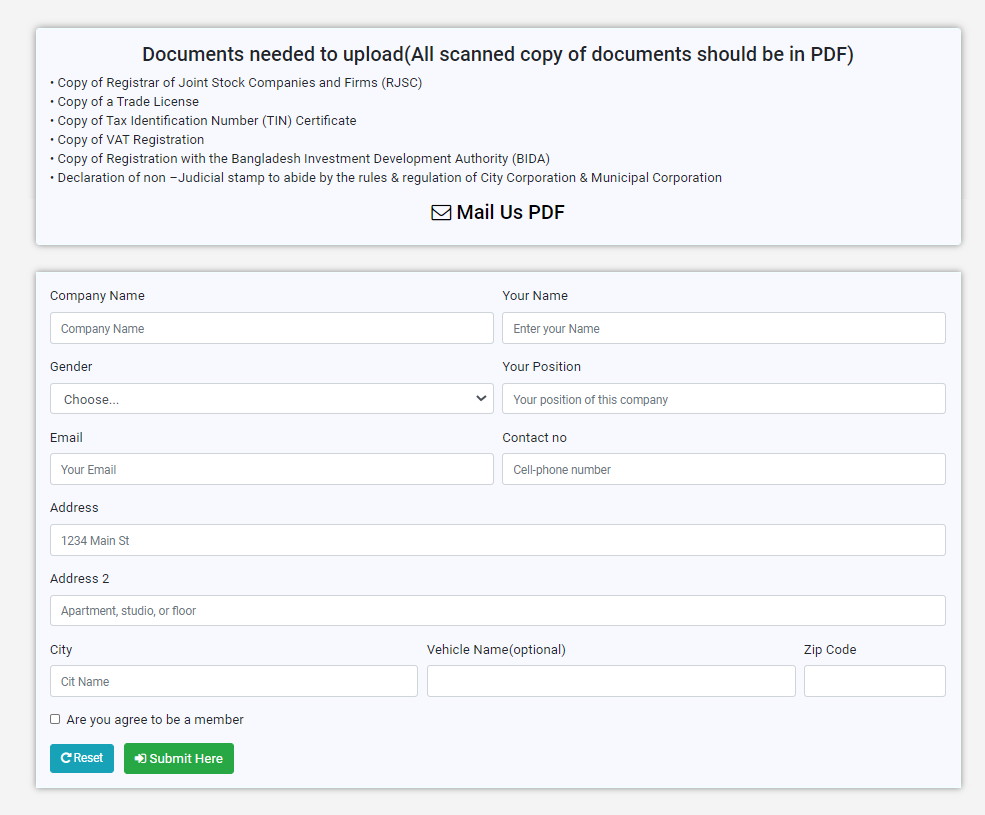 Documents needed to upload(All scanned copy of documents should be in PDF)
• Copy of Registrar of Joint Stock Companies and Firms (RJSC)
• Copy of a Trade License
• Copy of Tax Identification Number (TIN) Certificate
• Copy of VAT Registration
• Copy of Registration with the Bangladesh Investment Development Authority (BIDA)
• Declaration of non –Judicial stamp to abide by the rules & regulation of City Corporation & Municipal Corporation
Mail Us PDF
Company Name Your Name
Company Name Enter your Name
Gender Your Position
Choose... Your position of this company
Email Contact no
Your Email Cell-phone number
Address
1234 Main St
Address 2
Apartment, studio, or floor
City Vehicle Name(optional) Zip Code
Cit Name
Are you agree to be a member
Reset Submit Here